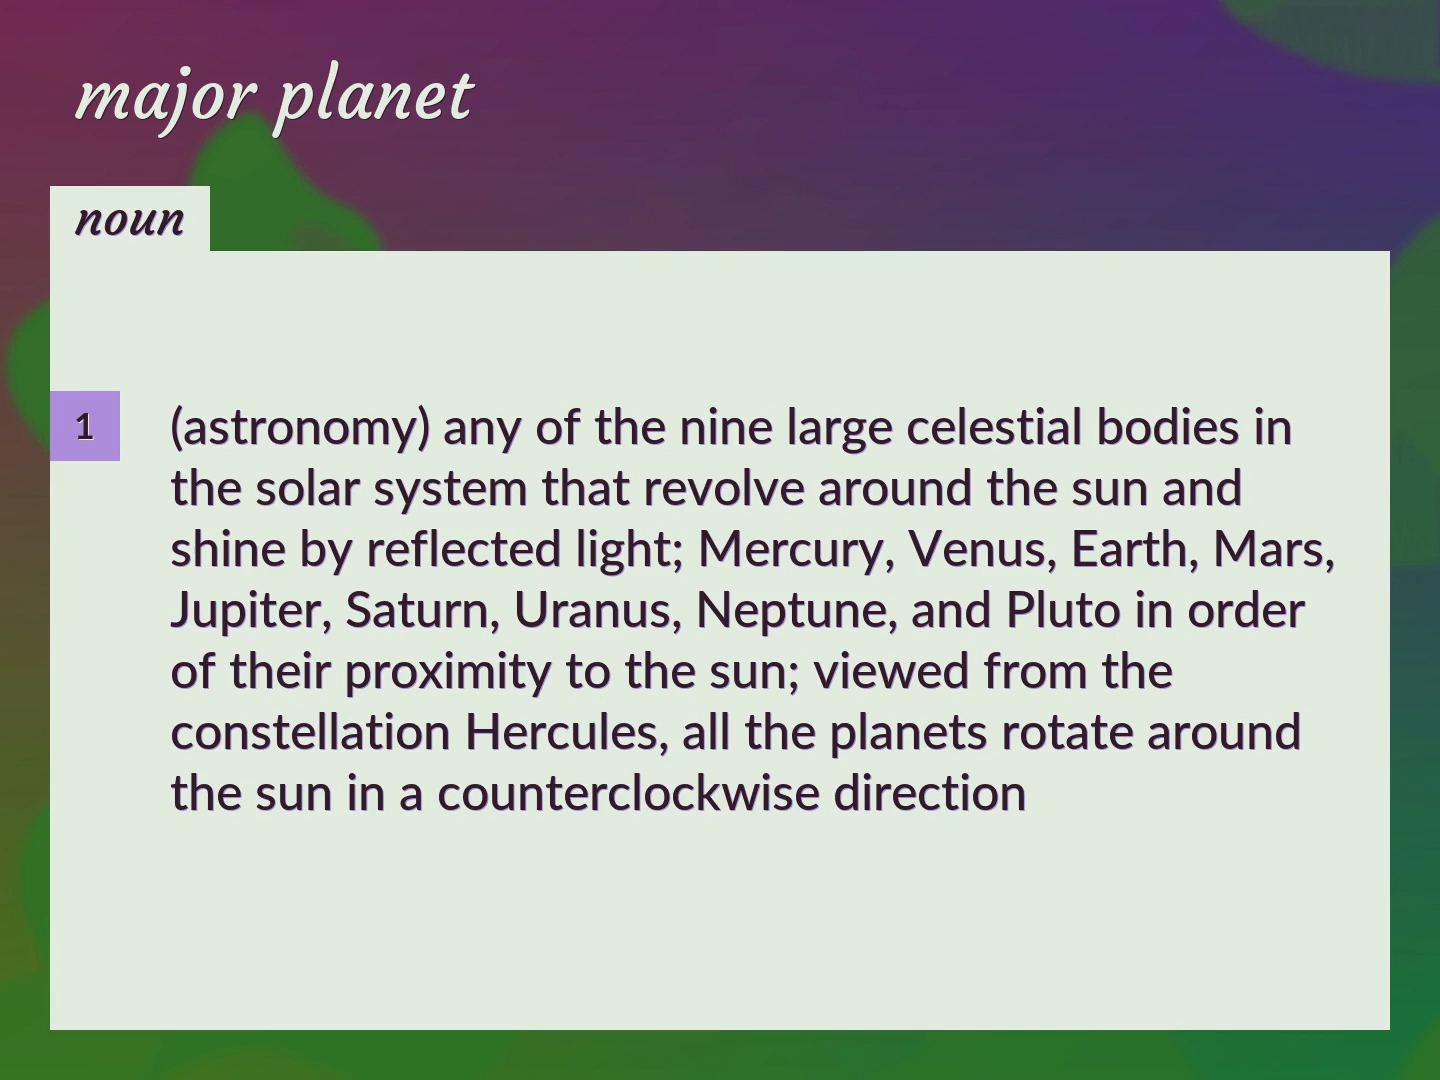 major planet
noun
1
(astronomy) any of the nine large celestial bodies in
the solar system that revolve around the sun and
shine by reflected light; Mercury, Venus, Earth, Mars,
Jupiter, Saturn, Uranus, Neptune, and Pluto in order
of their proximity to the sun; viewed from the
constellation Hercules, all the planets rotate around
the sun in a counterclockwise direction